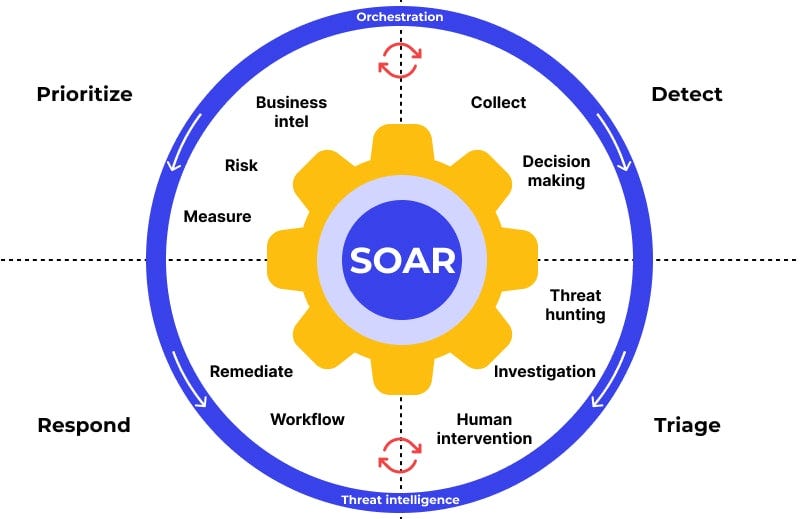 Orchestration
Prioritize
Detect
Business
intel
Collect
Risk
Decision
making
Measure
SOAR
Threat
hunting
Remediate
Investigation
Workflow
Human
intervention
Respond
Triage
Threat intelligence